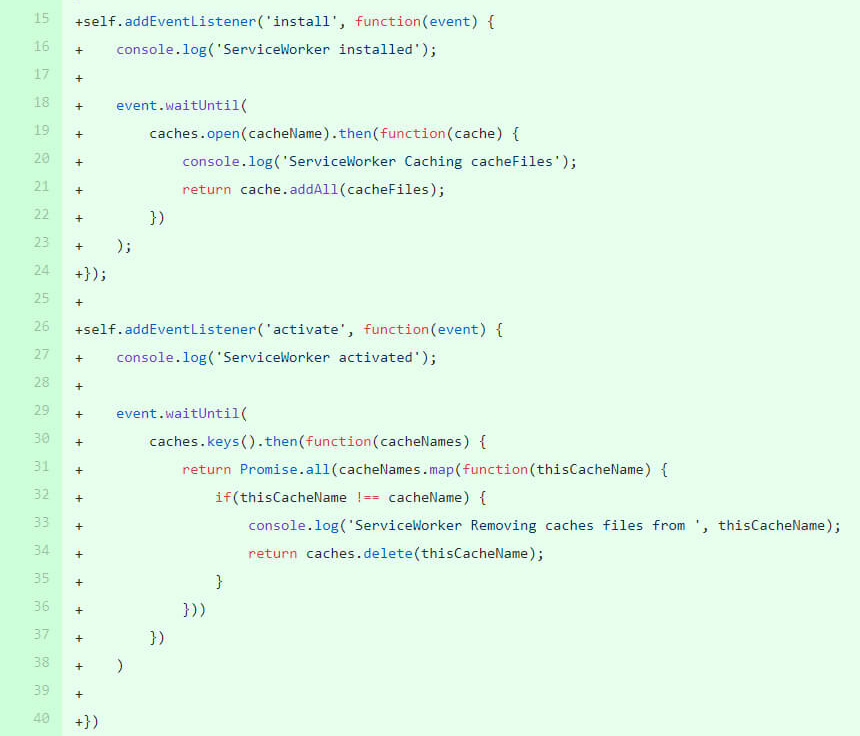 15 +self.addEventListener('install', function(event) {
16 +    console.log('ServiceWorker installed');
17 +
18 +    event.waitUntil(
19 +        caches.open(cacheName).then(function(cache) {
20 +            console.log('ServiceWorker Caching cacheFiles');
21 +            return cache.addAll(cacheFiles);
22 +        })
23 +    );
24 +});
25 +
26 +self.addEventListener('activate', function(event) {
27 +    console.log('ServiceWorker activated');
28 +
29 +    event.waitUntil(
30 +        caches.keys().then(function(cacheNames) {
31 +            return Promise.all(cacheNames.map(function(thisCacheName) {
32 +                if(thisCacheName !== cacheName) {
33 +                    console.log('ServiceWorker Removing caches files from ', thisCacheName);
34 +                    return caches.delete(thisCacheName);
35 +                }
36 +            }))
37 +        })
38 +    )
39 +
40 +})